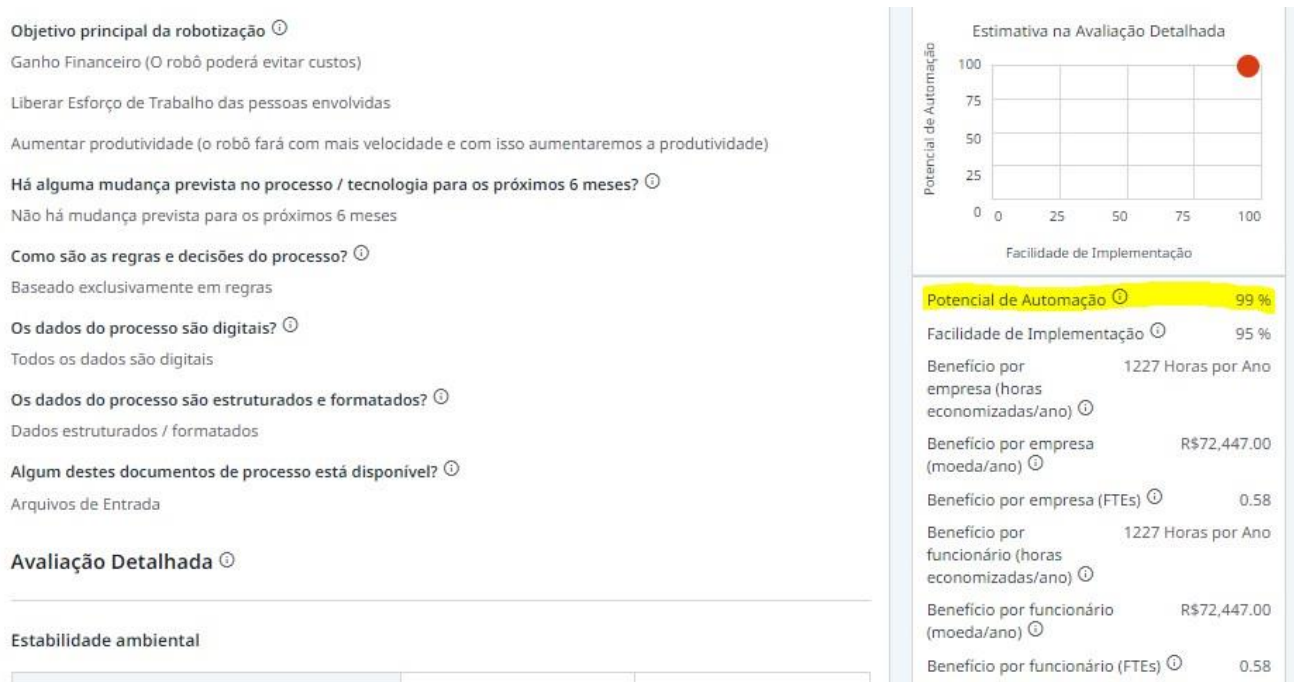 Objetivo principal da robotização
Ganho Financeiro (O robô poderá evitar custos)
Liberar Esforço de Trabalho das pessoas envolvidas
Aumentar produtividade (o robô fará com mais velocidade e com isso aumentaremos a produtividade)
Há alguma mudança prevista no processo / tecnologia para os próximos 6 meses?
Não há mudança prevista para os próximos 6 meses
Como são as regras e decisões do processo?
Baseado exclusivamente em regras
Os dados do processo são digitais?
Todos os dados são digitais
Os dados do processo são estruturados e formatados?
Dados estruturados / formatados
Algum destes documentos de processo está disponível?
Arquivos de Entrada
Avaliação Detalhada
Estabilidade ambiental
Estimativa na Avaliação Detalhada
Potencial de Automação
100
75
50
25
0
0 25 50 75 100
Facilidade de Implementação
Potencial de Automação 99 %
Facilidade de Implementação 95 %
Benefício por 1227 Horas por Ano
empresa (horas
economizadas/ano)
Benefício por empresa R$72,447.00
(moeda/ano)
Benefício por empresa (FTEs) 0.58
Benefício por 1227 Horas por Ano
funcionário (horas
economizadas/ano)
Benefício por funcionário R$72,447.00
(moeda/ano)
Benefício por funcionário (FTEs) 0.58